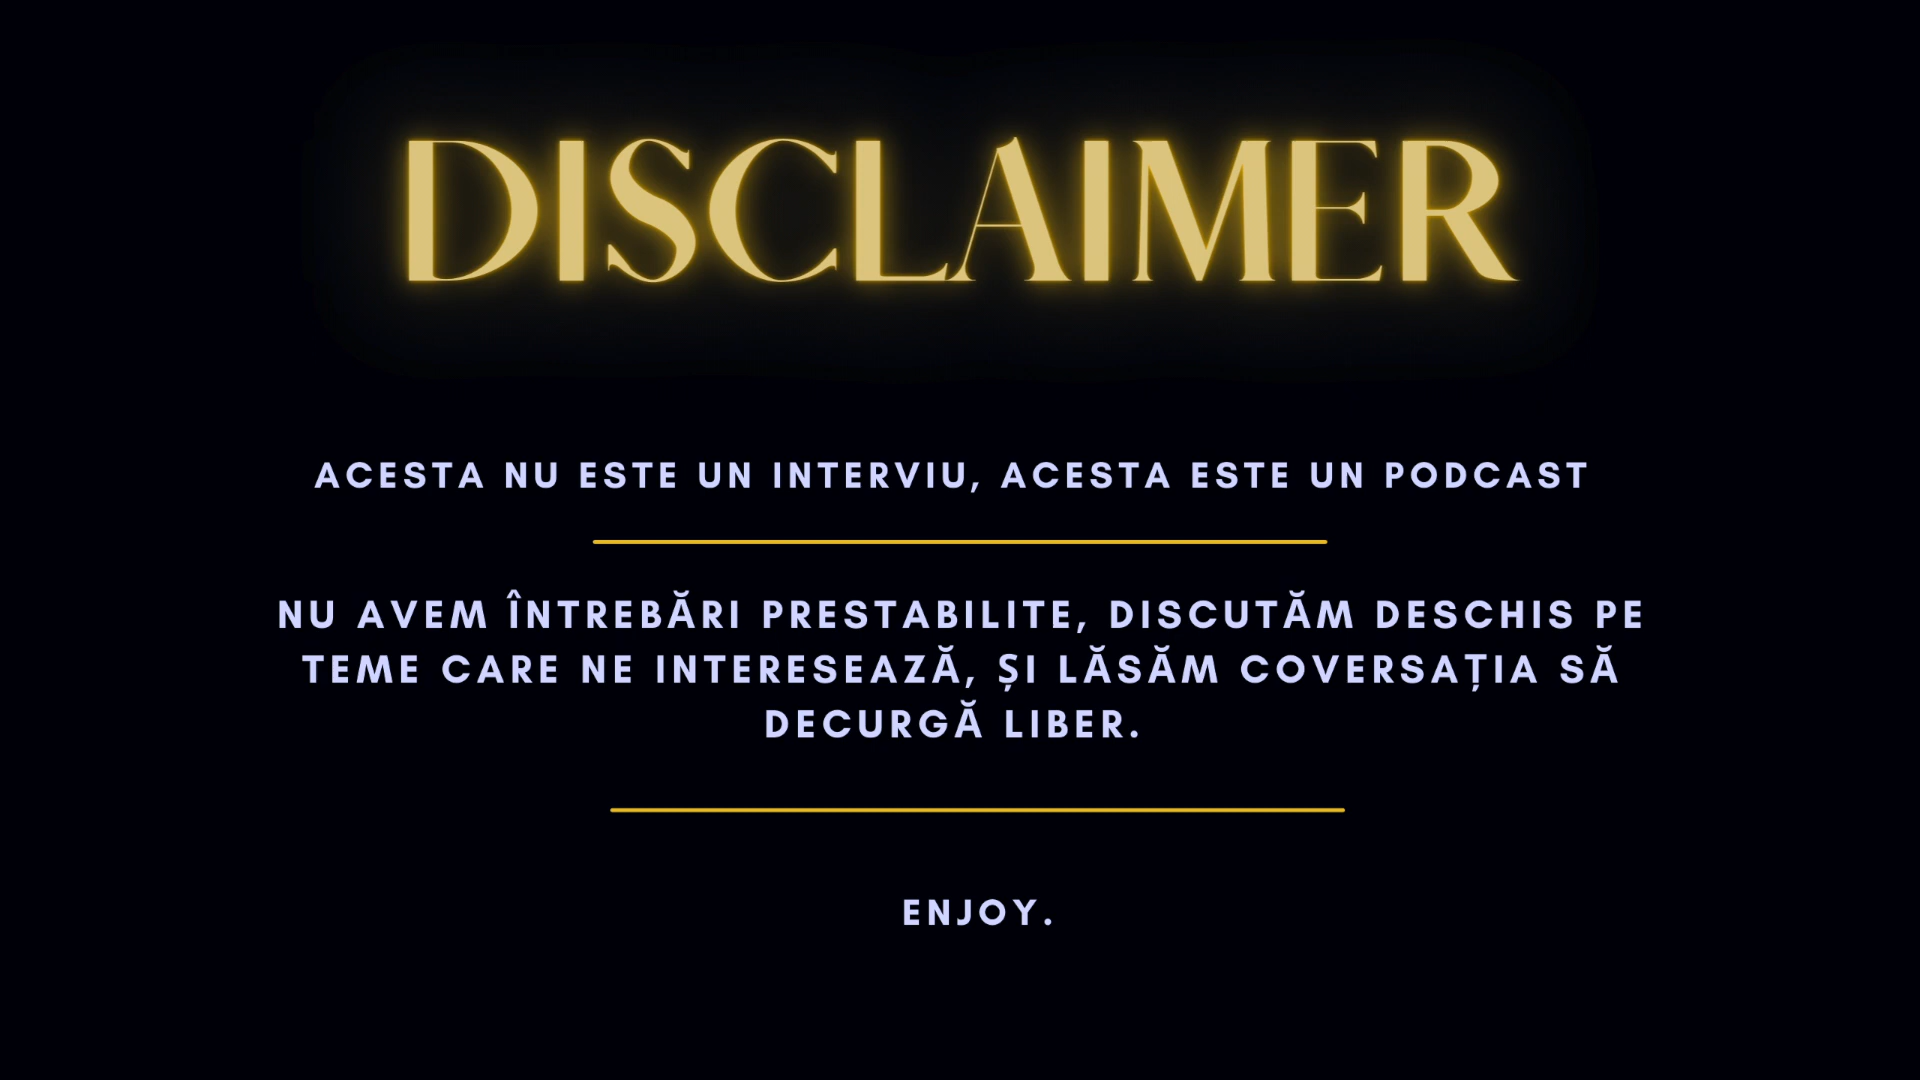 DISCLAIMER
ACESTA NU ESTE UN INTERVIU, ACESTA ESTE UN PODCAST
NU AVEM ÎNTREBĂRI PRESTABILITE, DISCUTĂM DESCHIS PE
TEME CARE NE INTERESEAZĂ, ȘI LĂSĂM COVERSAȚIA SĂ
DECURGĂ LIBER.
ENJOY.